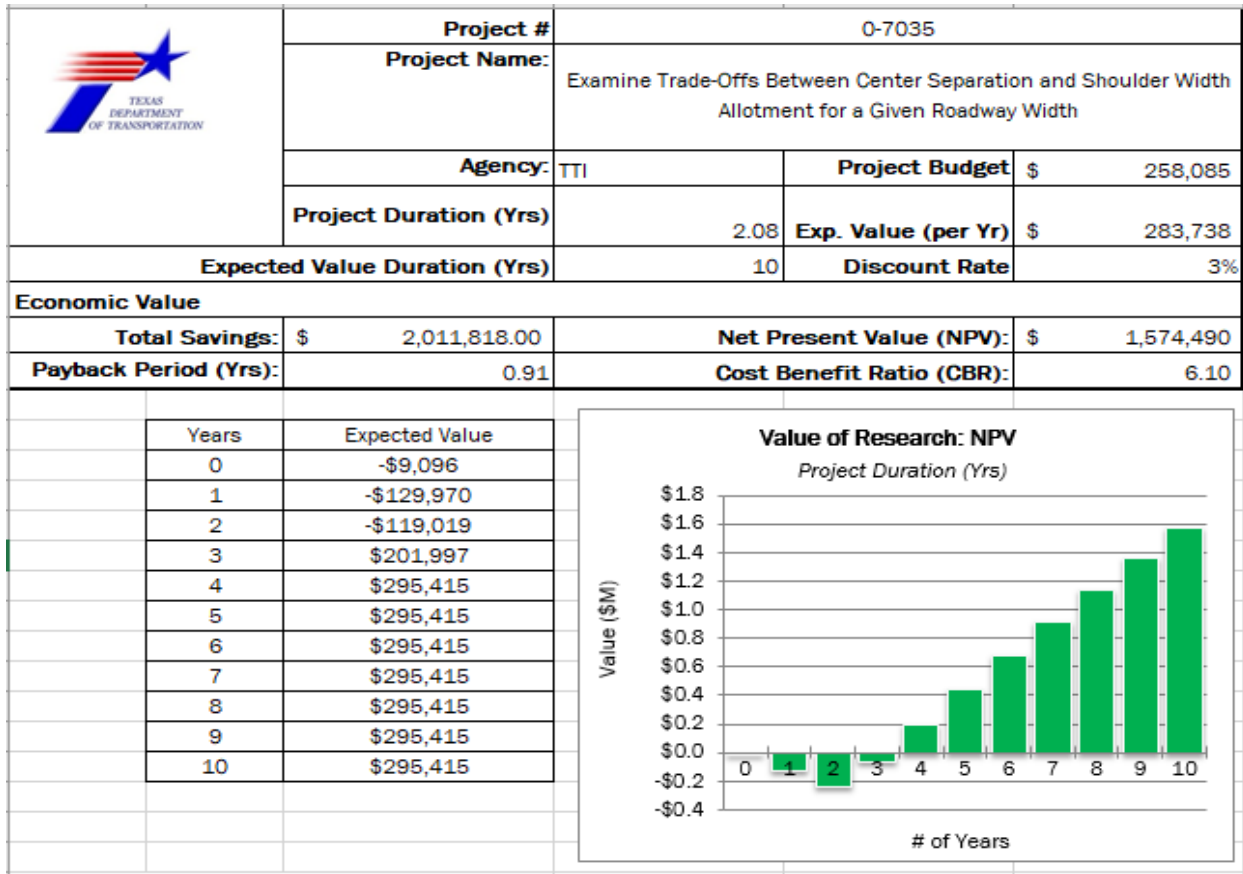 TEXAS
DEPARTMENT
OF TRANSPORTATION
Project # 0-7035
Project Name: Examine Trade-Offs Between Center Separation and Shoulder Width
Allotment for a Given Roadway Width
Agency: TTI Project Budget $ 258,085
Project Duration (Yrs) 2.08 Exp. Value (per Yr) $ 283,738
Expected Value Duration (Yrs) 10 Discount Rate 3%
Economic Value
Total Savings: $ 2,011,818.00 Net Present Value (NPV): $ 1,574,490
Payback Period (Yrs): 0.91 Cost Benefit Ratio (CBR): 6.10
Years Expected Value
0 -$9,096
1 -$129,970
2 -$119,019
3 $201,997
4 $295,415
5 $295,415
6 $295,415
7 $295,415
8 $295,415
9 $295,415
10 $295,415
Value of Research: NPV
Project Duration (Yrs)
Value ($M)
$1.8
$1.6
$1.4
$1.2
$1.0
$0.8
$0.6
$0.4
$0.2
$0.0
-$0.2
-$0.4
0 1 2 3 4 5 6 7 8 9 10
# of Years